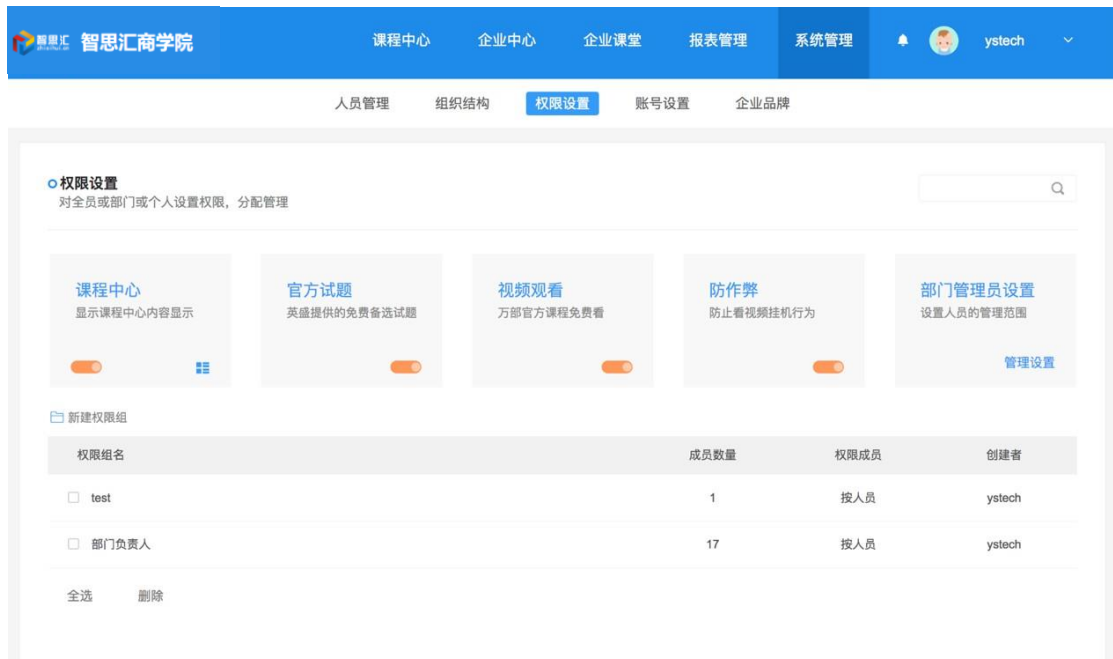 智思汇 智思汇商学院 课程中心 企业中心 企业课堂 报表管理 系统管理 ystech
人员管理 组织结构 权限设置 账号设置 企业品牌
权限设置
对全员或部门或个人设置权限，分配管理
课程中心 官方试题 视频观看 防作弊 部门管理员设置
显示课程中心内容显示 英盛提供的免费备选试题 万部官方课程免费看 防止看视频挂机行为 设置人员的管理范围
管理设置
新建权限组
权限组名 成员数量 权限成员 创建者
test 1 按人员 ystech
部门负责人 17 按人员 ystech
全选 删除